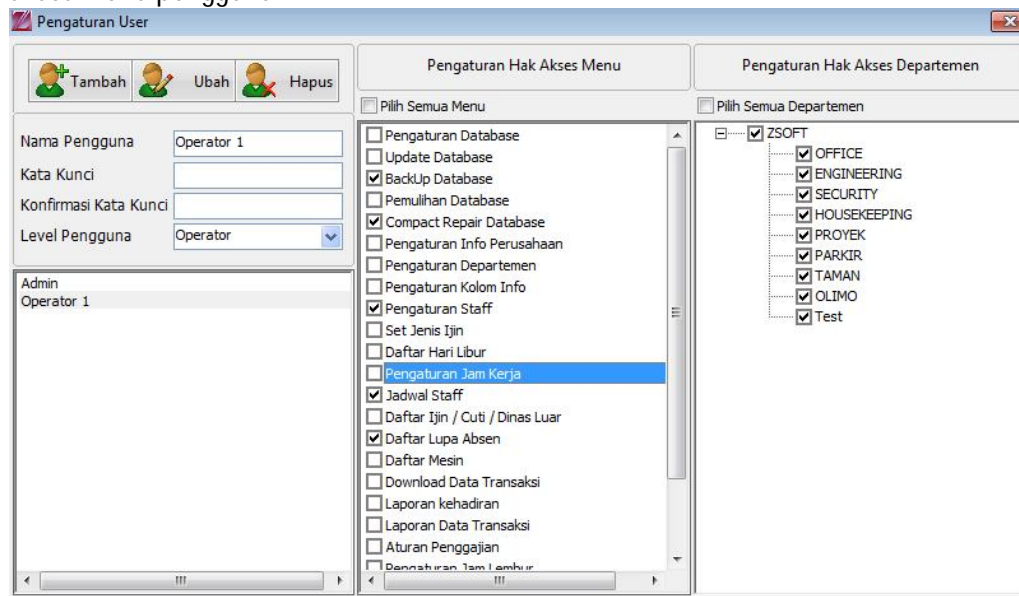 Pengaturan User
Tambah Ubah Hapus
Nama Pengguna Operator 1
Kata Kunci
Konfirmasi Kata Kunci
Level Pengguna Operator
Admin
Operator 1
Pengaturan Hak Akses Menu
Pilih Semua Menu
Pengaturan Database
Update Database
BackUp Database
Pemulihan Database
Compact Repair Database
Pengaturan Info Perusahaan
Pengaturan Departemen
Pengaturan Kolom Info
Pengaturan Staff
Set Jenis Ijin
Daftar Hari Libur
Pengaturan Jam Kerja
Jadwal Staff
Daftar Ijin / Cuti / Dinas Luar
Daftar Lupa Absen
Daftar Mesin
Download Data Transaksi
Laporan kehadiran
Laporan Data Transaksi
Aturan Penggajian
Pengaturan Jam Lembur
Pengaturan Hak Akses Departemen
Pilih Semua Departemen
ZSOFT
OFFICE
ENGINEERING
SECURITY
HOUSEKEEPING
PROYEK
PARKIR
TAMAN
OLIMO
Test